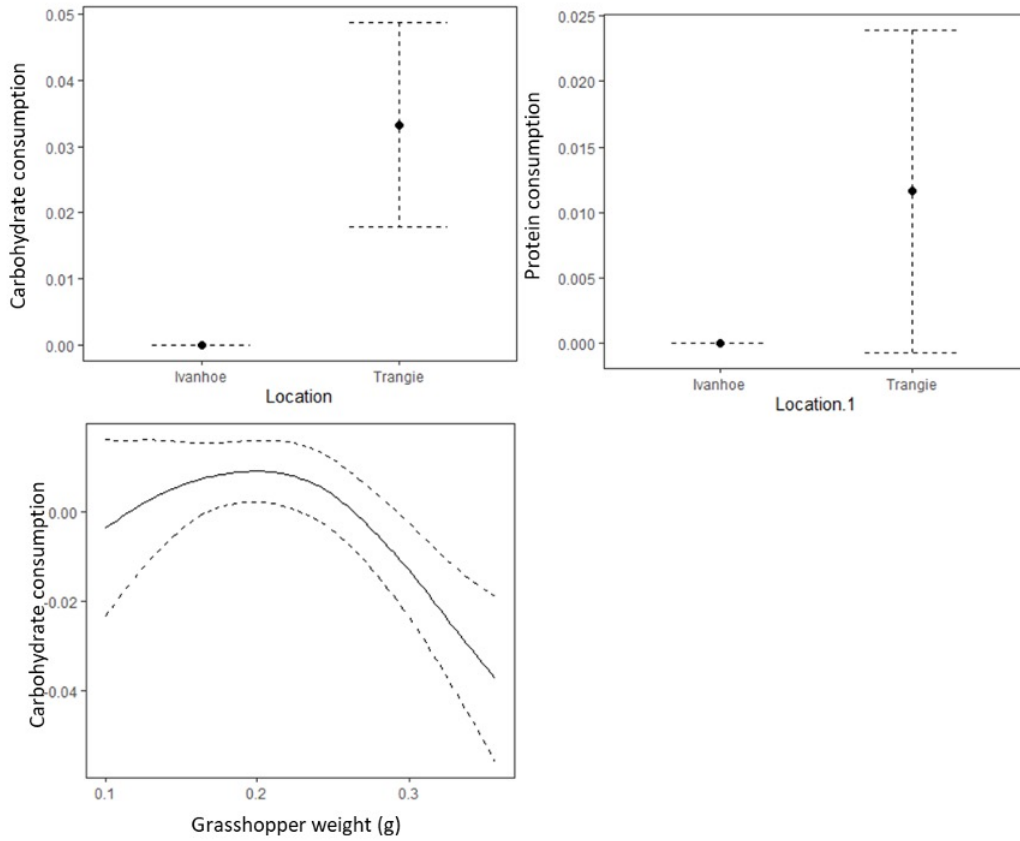 Carbohydrate consumption
0.05
0.04
0.03
0.02
0.01
0.00
Ivanhoe Trangie
Location
Protein consumption
0.025
0.020
0.015
0.010
0.005
0.000
Ivanhoe Trangie
Location.1
Carbohydrate consumption
0.00
-0.02
-0.04
0.1 0.2 0.3
Grasshopper weight (g)